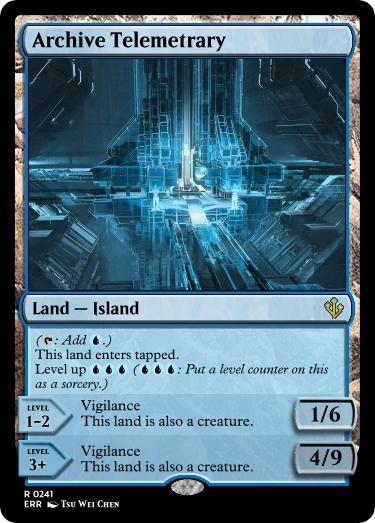 Archive Telemetrary
Land — Island
(: Add .)
This land enters tapped.
Level up (: Put a level counter on this
as a sorcery.)
LEVEL
1-2
Vigilance
This land is also a creature.
1/6
LEVEL
3+
Vigilance
This land is also a creature.
4/9
R 0241
ERR Tsu Wei Chen